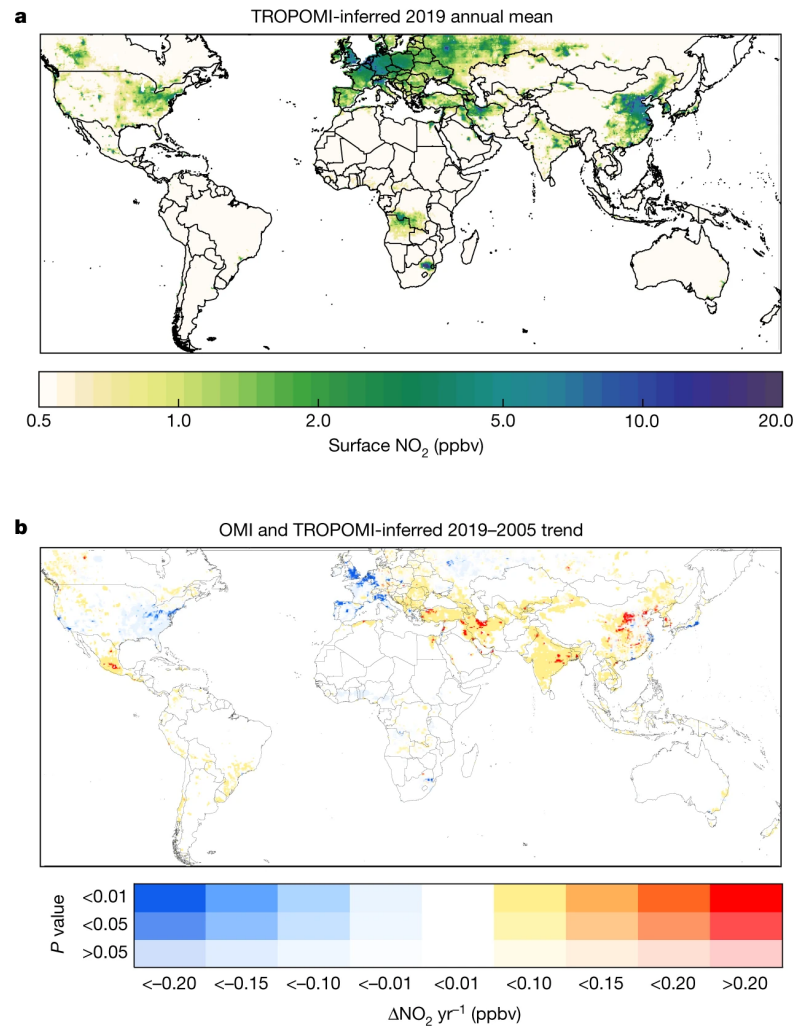 a
TROPOMI-inferred 2019 annual mean
0.5 1.0 2.0 5.0 10.0 20.0
Surface NO₂ (ppbv)
b
OMI and TROPOMI-inferred 2019–2005 trend
P value
<0.01
<0.05
>0.05
<–0.20 <–0.15 <–0.10 <–0.01 <0.01 <0.10 <0.15 <0.20 >0.20
ΔNO₂ yr⁻¹ (ppbv)